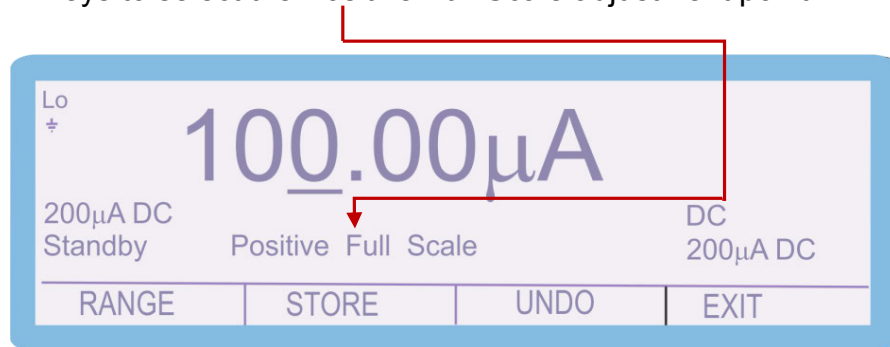 Lo
100.00μA
200μA DC
Standby
Positive Full Scale
DC
200μA DC
RANGE STORE UNDO EXIT